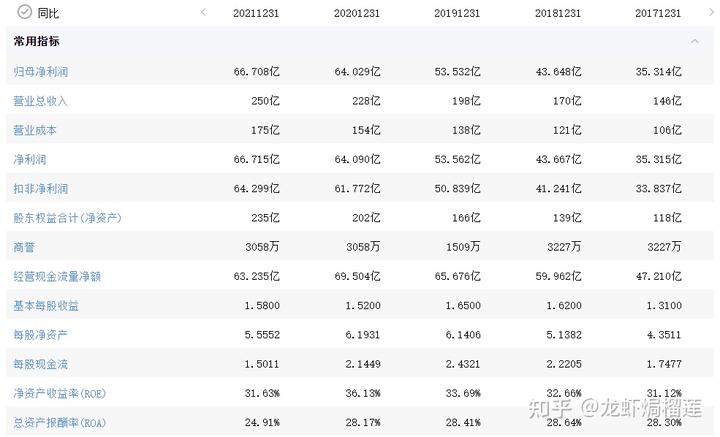 同比 20211231 20201231 20191231 20181231 20171231
常用指标
归母净利润 66.708亿 64.029亿 53.532亿 43.648亿 35.314亿
营业总收入 250亿 228亿 198亿 170亿 146亿
营业成本 175亿 154亿 138亿 121亿 106亿
净利润 66.715亿 64.090亿 53.562亿 43.667亿 35.315亿
扣非净利润 64.299亿 61.772亿 50.839亿 41.241亿 33.837亿
股东权益合计(净资产) 235亿 202亿 166亿 139亿 118亿
商誉 3058万 3058万 1509万 3227万 3227万
经营现金流量净额 63.235亿 69.504亿 65.676亿 59.962亿 47.210亿
基本每股收益 1.5800 1.5200 1.6500 1.6200 1.3100
每股净资产 5.5552 6.1931 6.1406 5.1382 4.3511
每股现金流 1.5011 2.1449 2.4321 2.2205 1.7477
净资产收益率(ROE) 31.63% 36.13% 33.69% 32.66% 31.12%
总资产报酬率(ROA) 24.91% 28.17% 28.41% 28.64% 28.30%
知乎 @龙虾焗榴莲